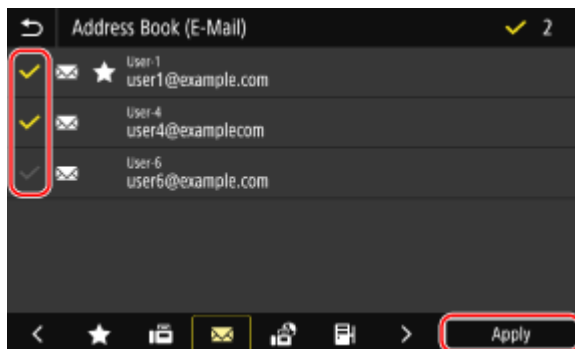 Address Book (E-Mail)
2
User-1
user1@example.com
User-4
user4@examplecom
User-6
user6@example.com
Apply